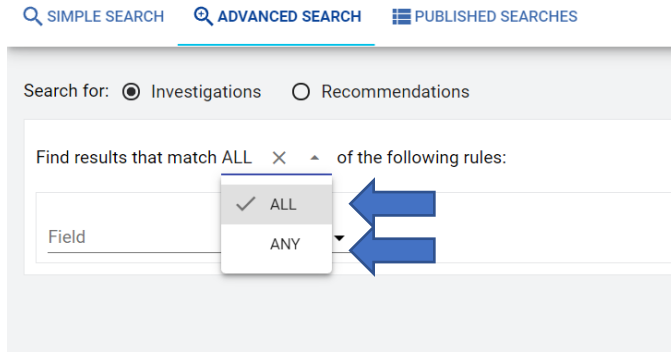 SIMPLE SEARCH ADVANCED SEARCH PUBLISHED SEARCHES
Search for: Investigations Recommendations
Find results that match ALL of the following rules:
ALL
Field
ANY